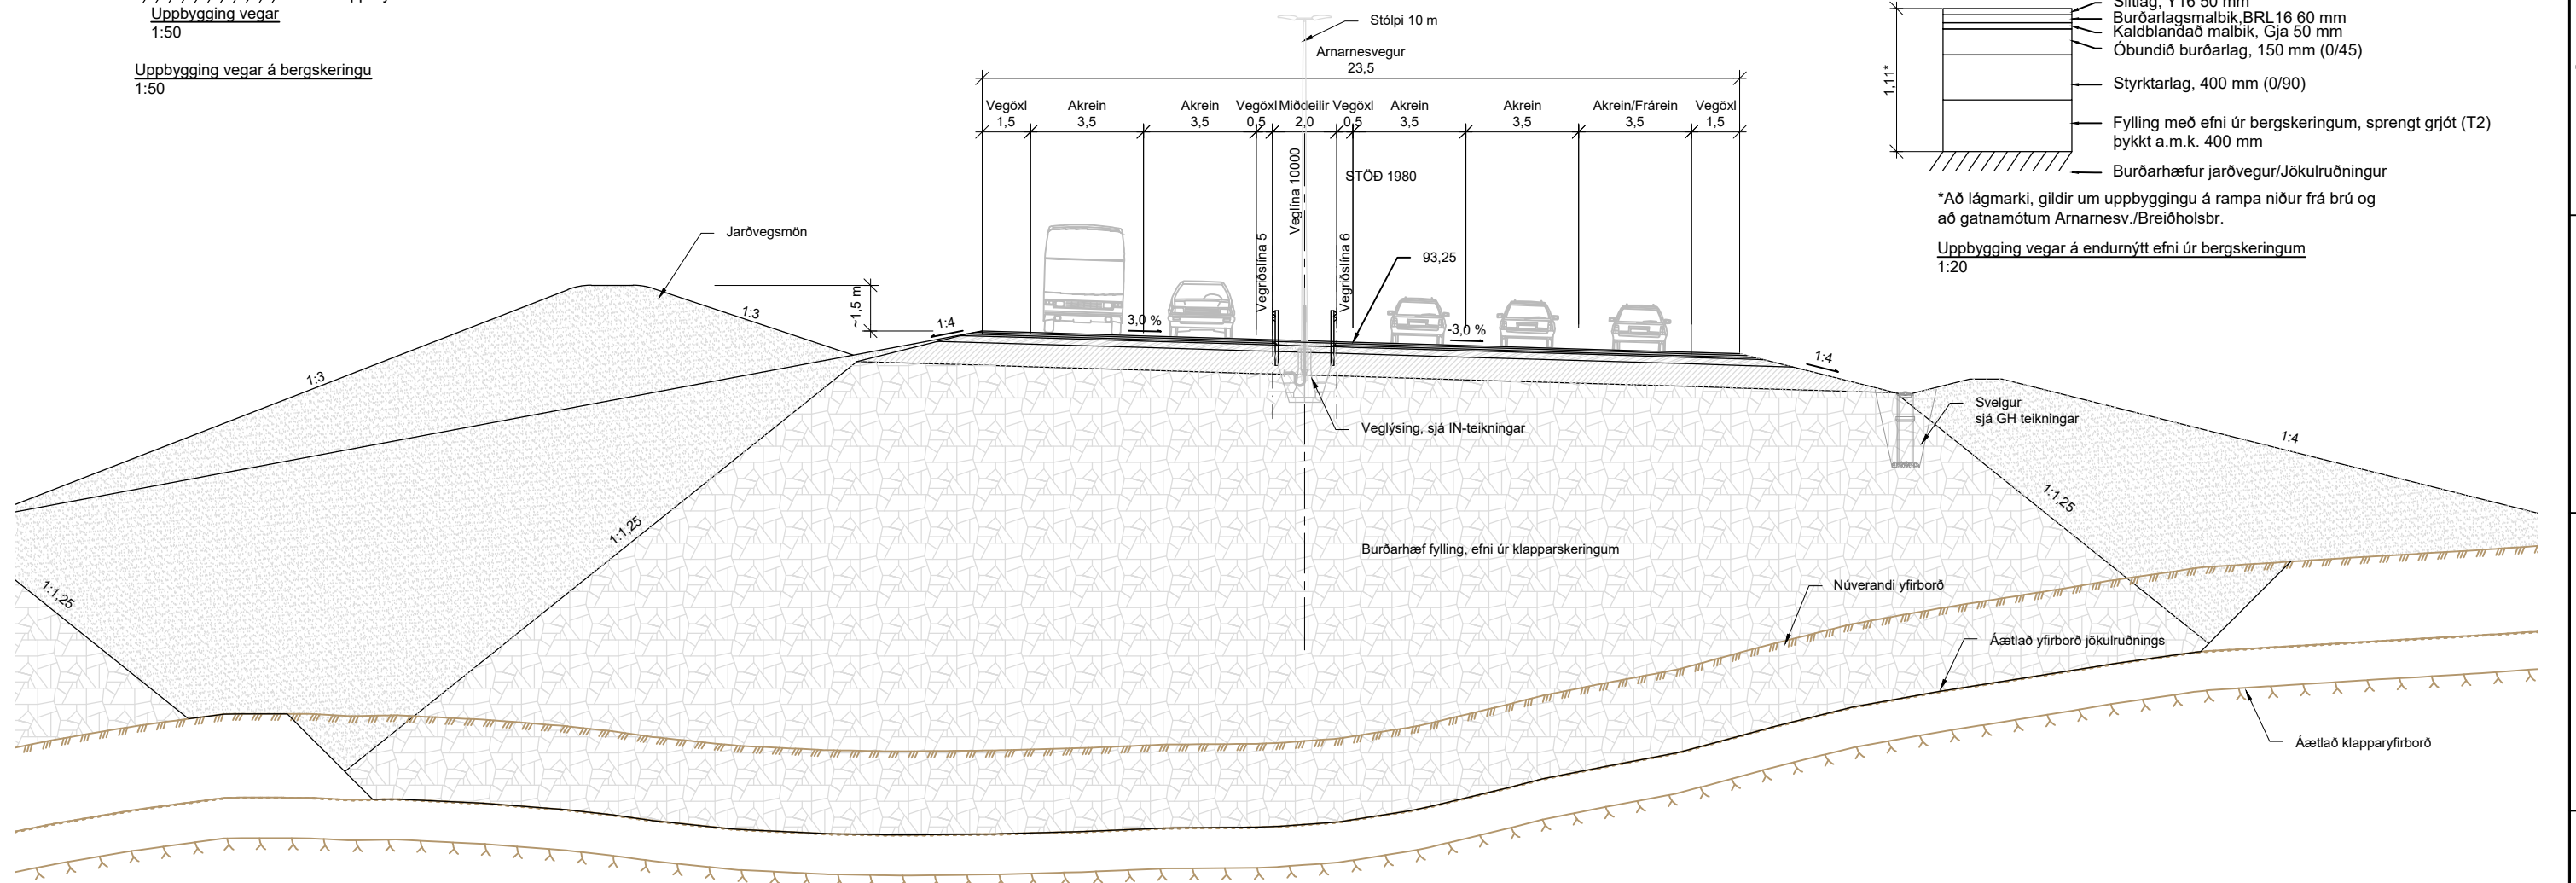 Uppbygging vegar
1:50
Uppbygging vegar á bergskeringu
1:50
Stólpi 10 m
Arnarnesvegur
23,5
Vegöxl Akrein Akrein Vegöxl Miðdeilir Vegöxl Akrein Akrein Akrein/Frárein Vegöxl
1,5 3,5 3,5 0,5 2,0 0,5 3,5 3,5 3,5 1,5
Veglína 10000
STÖÐ 1980
Vegriðslína 5
Vegriðslína 6
93,25
Jarðvegsmön
~1,5 m
1:3
1:3
1:4
3,0 %
-3,0 %
1:4
Veglýsing, sjá IN-teikningar
Svelgur
sjá GH teikningar
1:4
1:1,25
1:1,25
1:1,25
Burðarhæf fylling, efni úr klapparskeringum
Núverandi yfirborð
Áætlað yfirborð jökulruðnings
Áætlað klapparyfirborð
1,11*
Slitlag, Y16 50 mm
Burðarlagsmalbik,BRL16 60 mm
Kaldblandað malbik, Gja 50 mm
Óbundið burðarlag, 150 mm (0/45)
Styrktarlag, 400 mm (0/90)
Fylling með efni úr bergskeringum, sprengt grjót (T2)
þykkt a.m.k. 400 mm
Burðarhæfur jarðvegur/Jökulruðningur
*Að lágmarki, gildir um uppbyggingu á rampa niður frá brú og
að gatnamótum Arnarnesv./Breiðholsbr.
Uppbygging vegar á endurnýtt efni úr bergskeringum
1:20